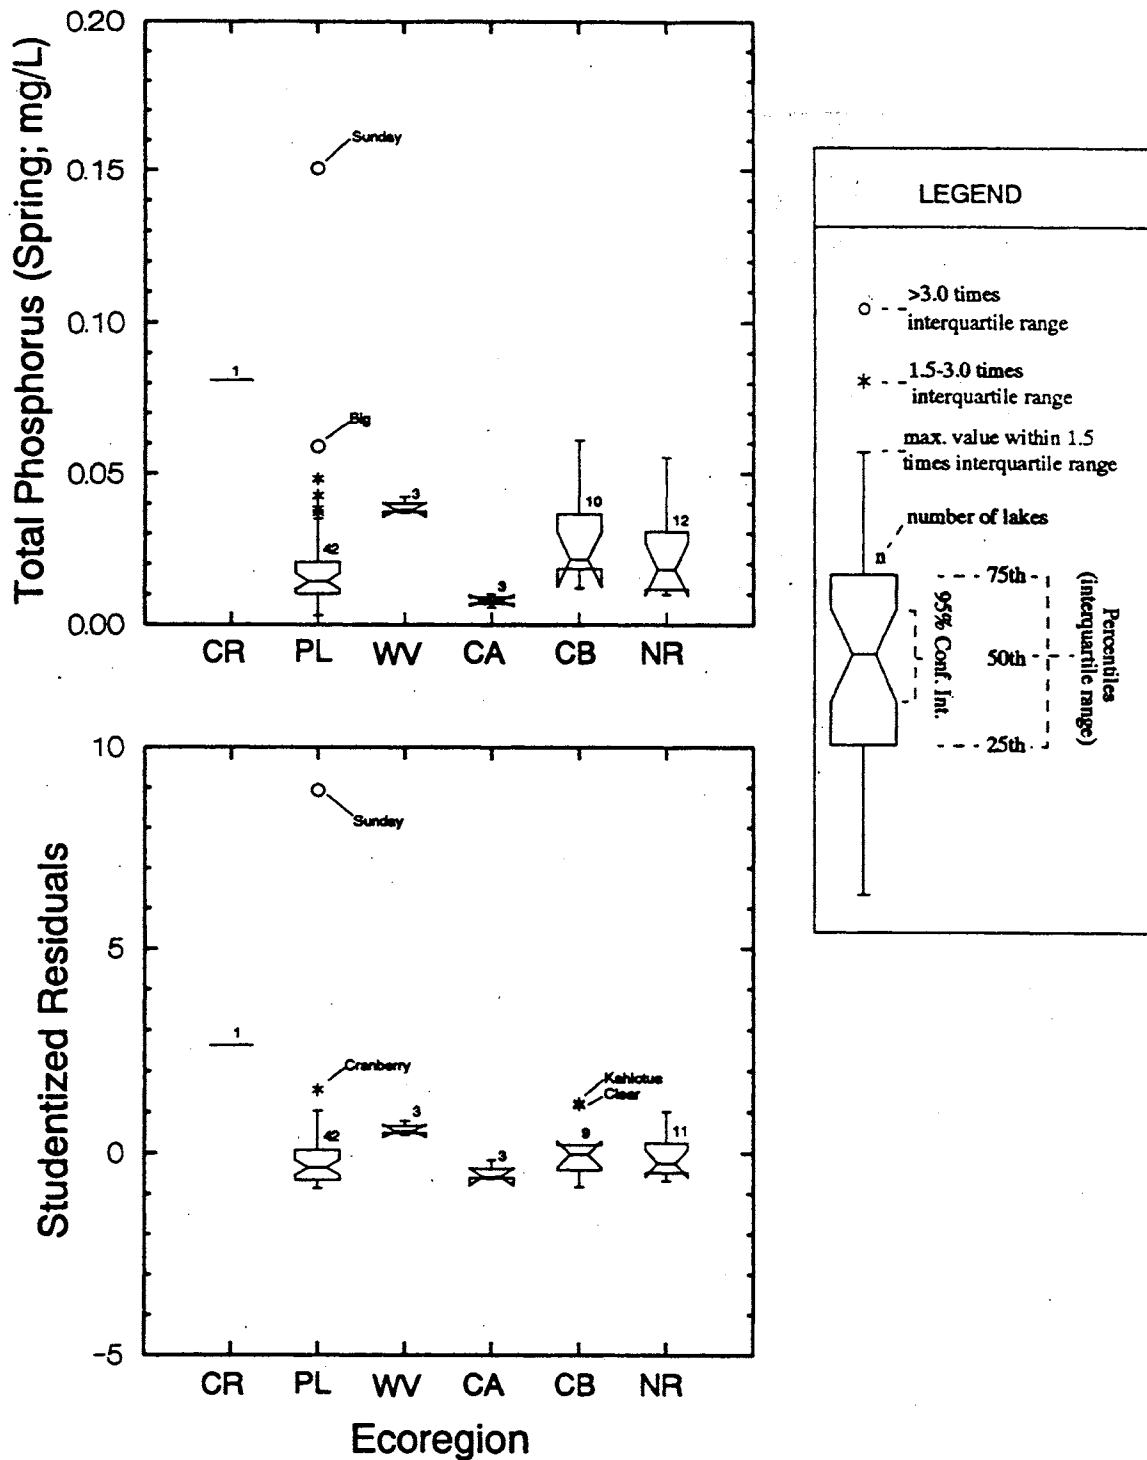 Total Phosphorus (Spring; mg/L)
0.20
0.15
0.10
0.05
0.00
Sunday
Big
1
42
3
3
10
12
CR PL WV CA CB NR
LEGEND
>3.0 times
interquartile range
1.5-3.0 times
interquartile range
max. value within 1.5
times interquartile range
number of lakes
n
75th
50th
25th
95% Conf. Int.
Percentiles
(interquartile range)
Studentized Residuals
10
5
0
-5
Sunday
Cranberry
Kahlotus
Clear
1
42
3
3
9
11
CR PL WV CA CB NR
Ecoregion